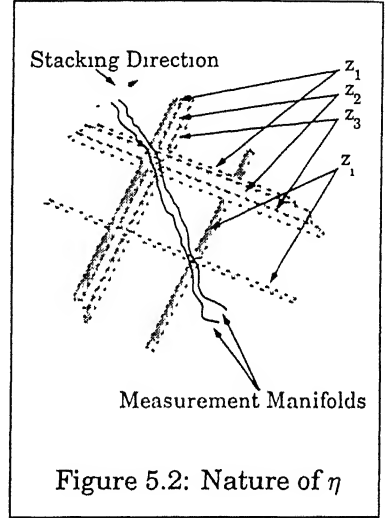 Stacking Direction
z₁
z₂
z₃
zᵢ
Measurement Manifolds
Figure 5.2: Nature of η